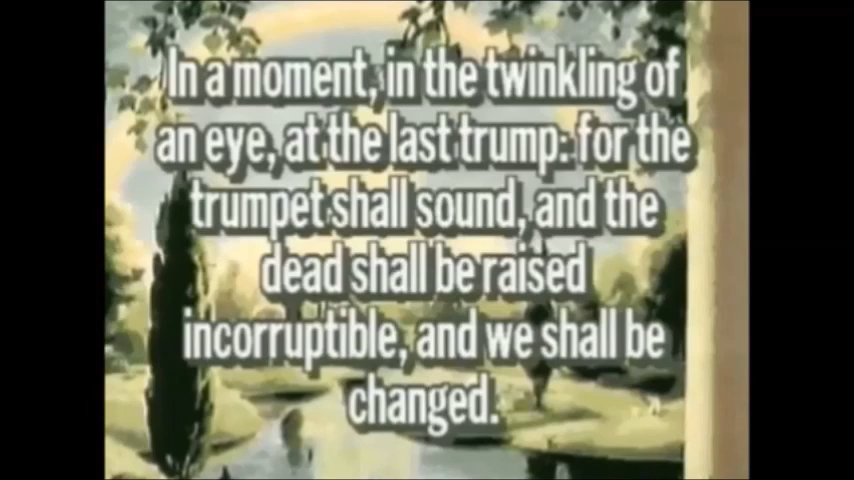 In a moment, in the twinkling of
an eye, at the last trump: for the
trumpet shall sound, and the
dead shall be raised
incorruptible, and we shall be
changed.